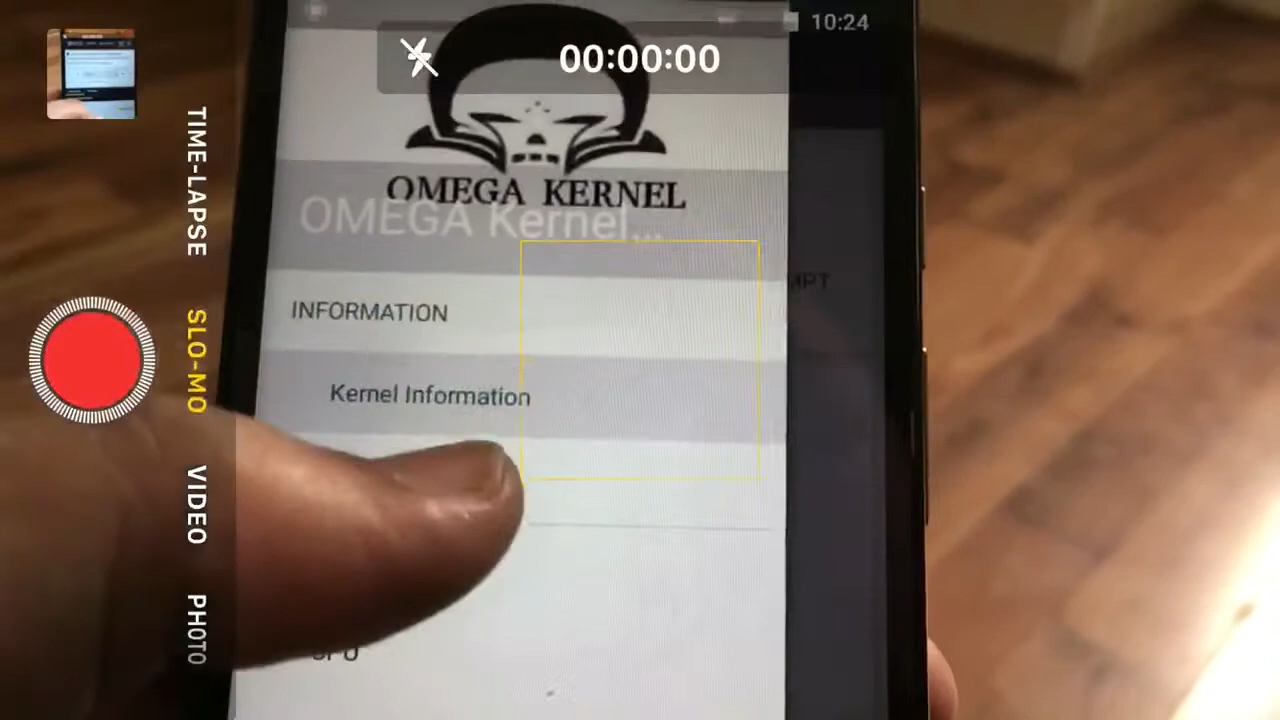 10:24
00:00:00
OMEGA KERNEL
OMEGA Kernel...
INFORMATION
Kernel Information
TIME-LAPSE
SLO-MO
VIDEO
PHOTO